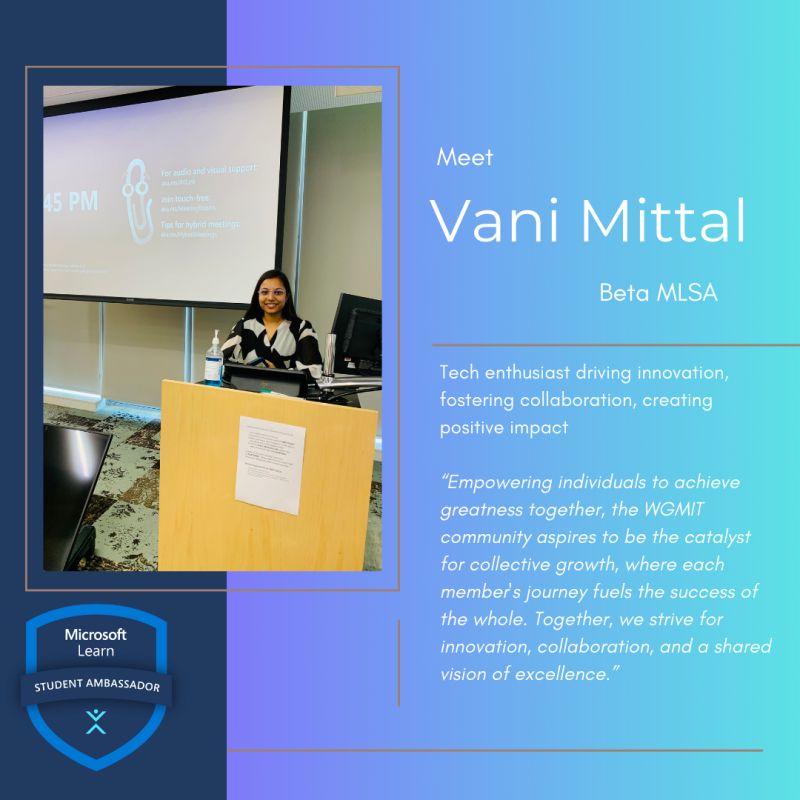 45 PM
For audio and visual support:
Join touch-free:
Tips for hybrid meetings:
Meet
Vani Mittal
Beta MLSA
Tech enthusiast driving innovation,
fostering collaboration, creating
positive impact
“Empowering individuals to achieve
greatness together, the WGMIT
community aspires to be the catalyst
for collective growth, where each
member's journey fuels the success of
the whole. Together, we strive for
innovation, collaboration, and a shared
vision of excellence.”
Microsoft
Learn
STUDENT AMBASSADOR